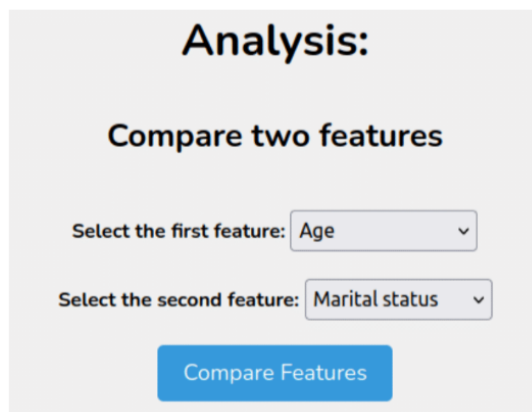 Analysis:
Compare two features
Select the first feature: Age
Select the second feature: Marital status
Compare Features